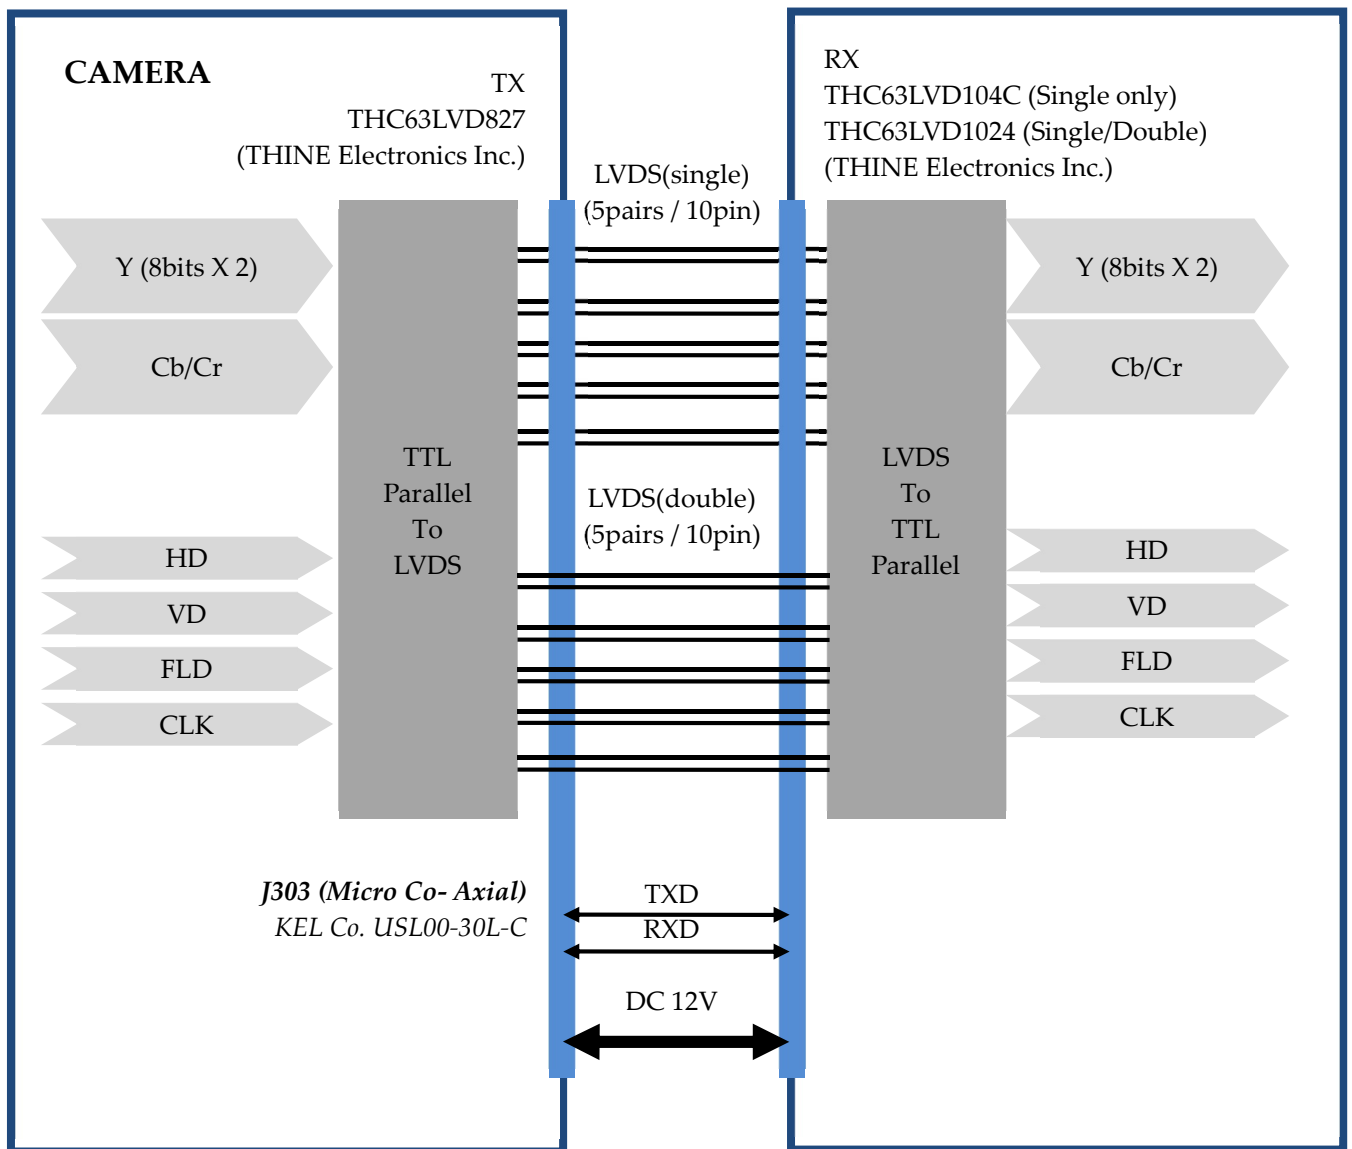 CAMERA
TX
THC63LVD827
(THINE Electronics Inc.)
RX
THC63LVD104C (Single only)
THC63LVD1024 (Single/Double)
(THINE Electronics Inc.)
LVDS(single)
(5pairs / 10pin)
Y (8bits X 2)
Cb/Cr
HD
VD
FLD
CLK
TTL
Parallel
To
LVDS
LVDS(double)
(5pairs / 10pin)
LVDS
To
TTL
Parallel
Y (8bits X 2)
Cb/Cr
HD
VD
FLD
CLK
J303 (Micro Co- Axial)
KEL Co. USL00-30L-C
TXD
RXD
DC 12V